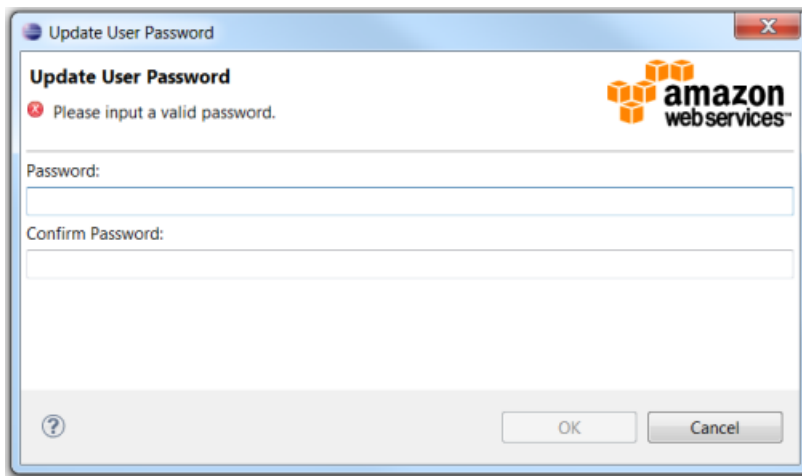 Update User Password
X
Update User Password
Please input a valid password.
amazon
webservices™
Password:
Confirm Password:
?
OK
Cancel